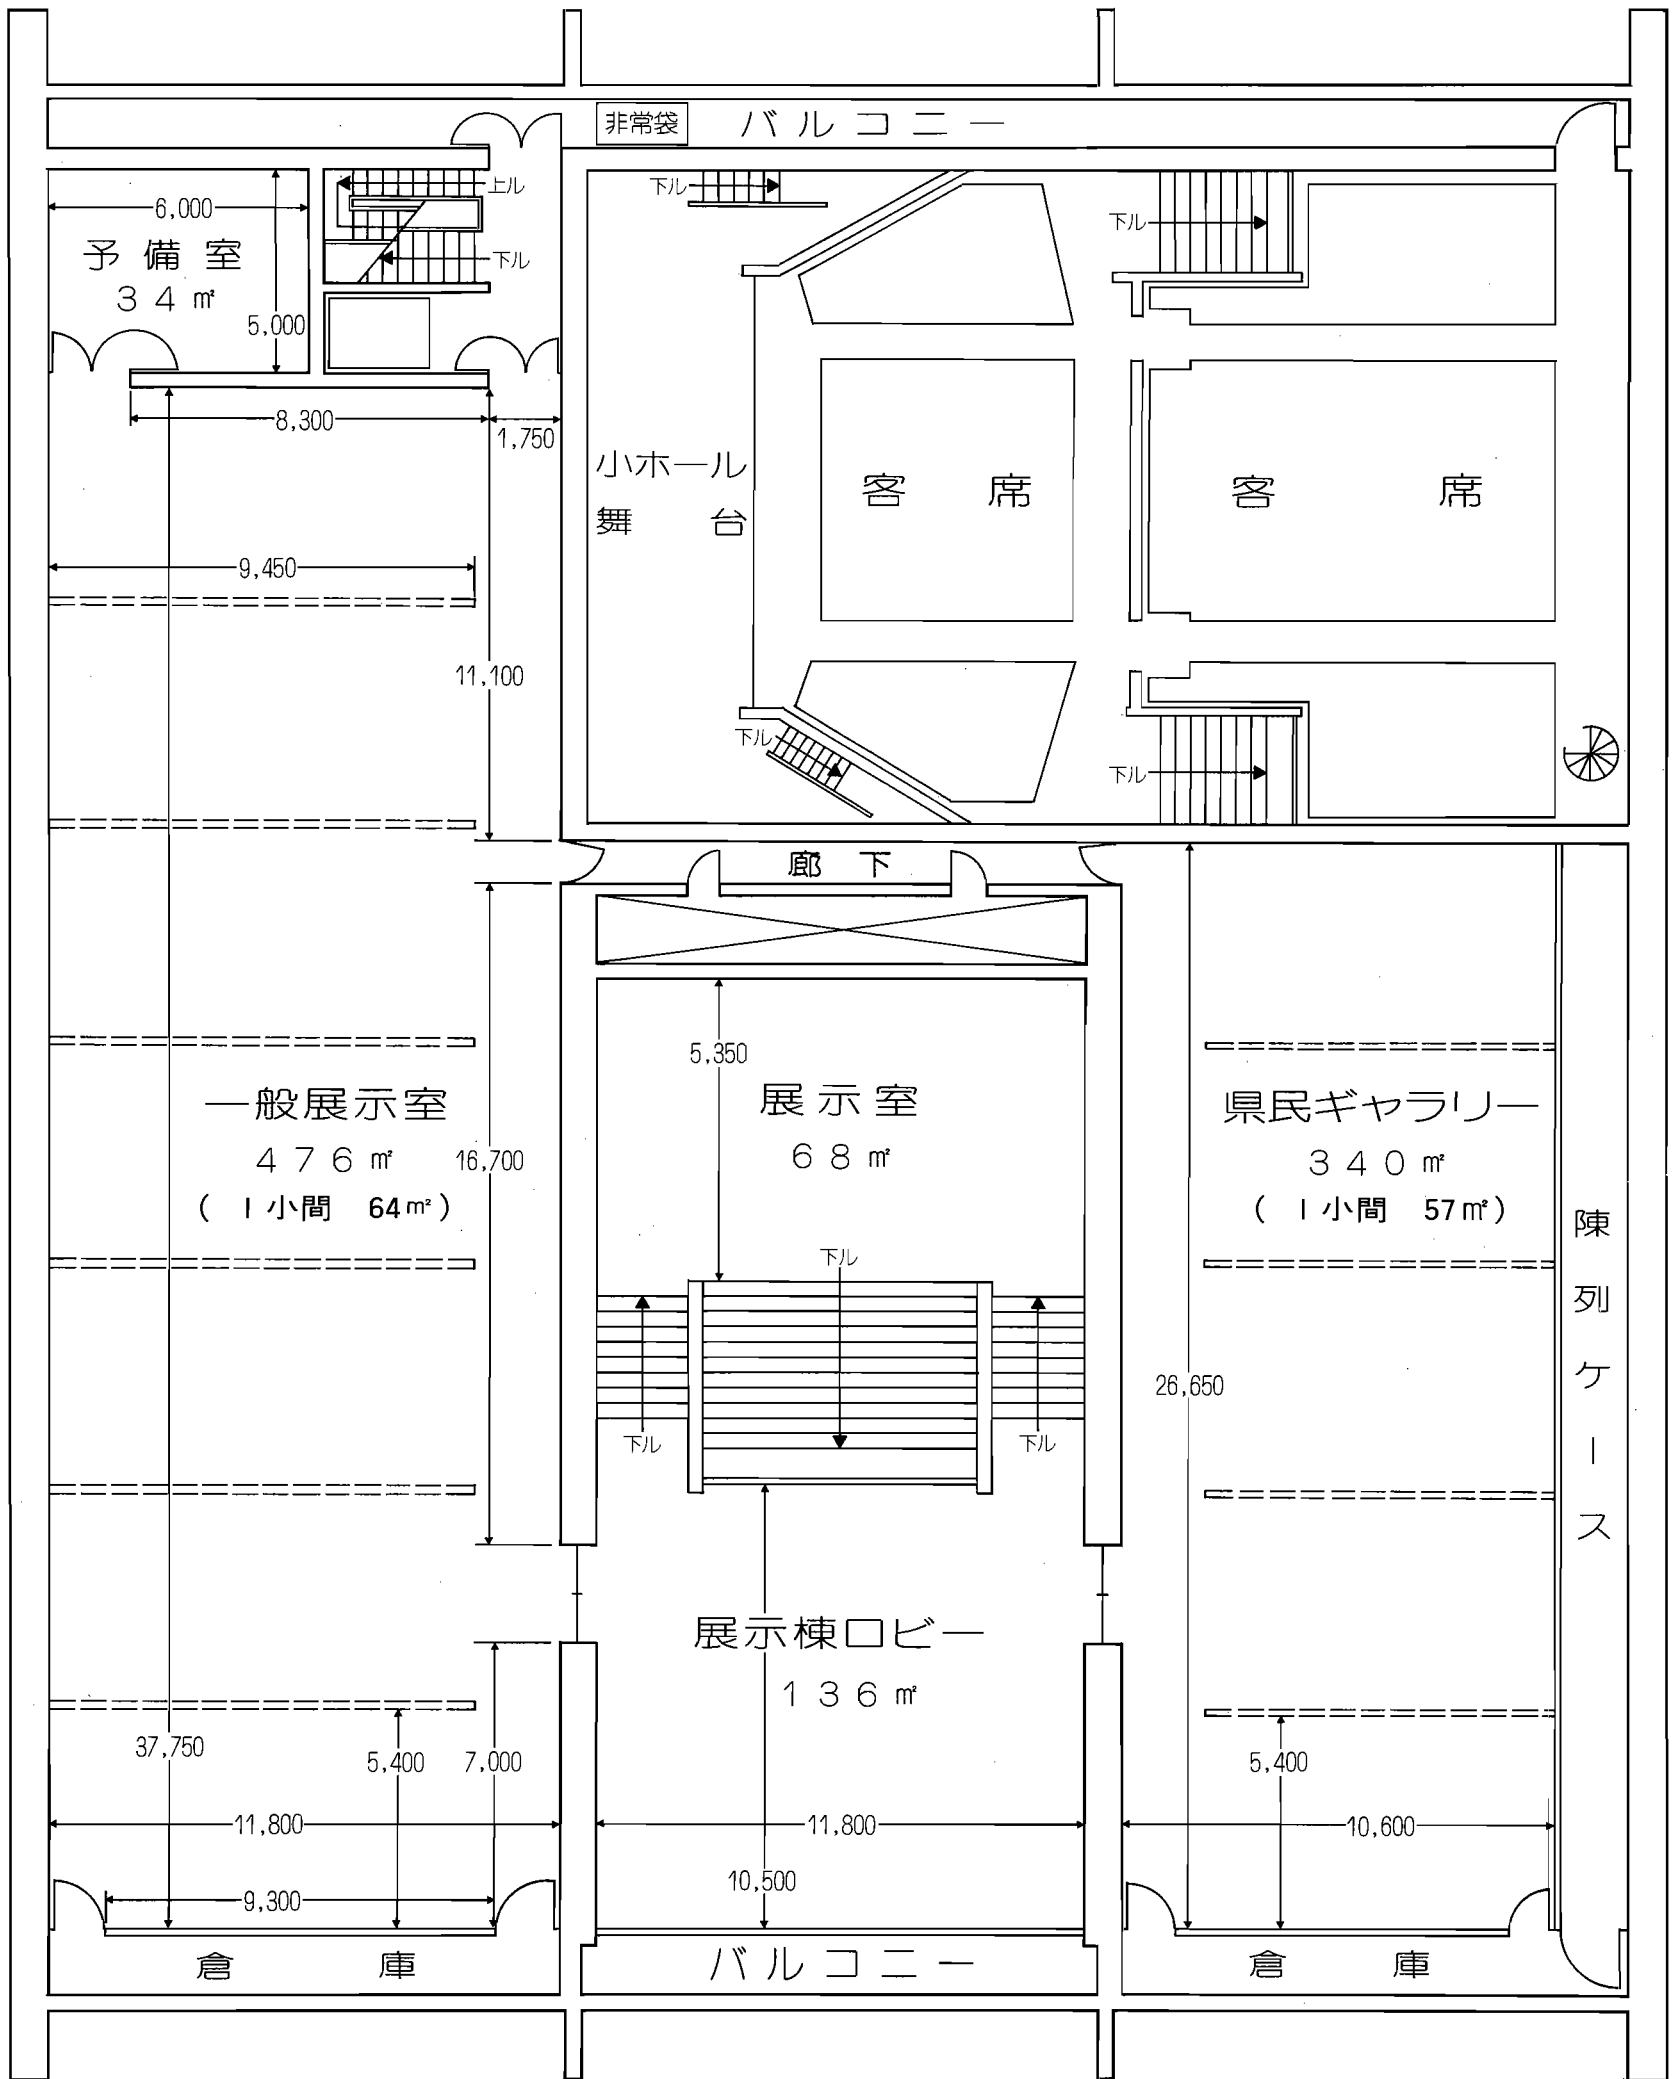 非常袋
バルコニー
上ル
下ル
6,000
予備室
34㎡
5,000
下ル
下ル
8,300
1,750
小ホール
舞台
客席
客席
9,450
11,100
下ル
下ル
廊下
5,350
一般展示室
476㎡
(1小間 64㎡)
16,700
展示室
68㎡
県民ギャラリー
340㎡
(1小間 57㎡)
陳列ケース
下ル
下ル
下ル
26,650
展示棟ロビー
136㎡
37,750
5,400
7,000
5,400
11,800
11,800
10,600
9,300
10,500
倉庫
バルコニー
倉庫